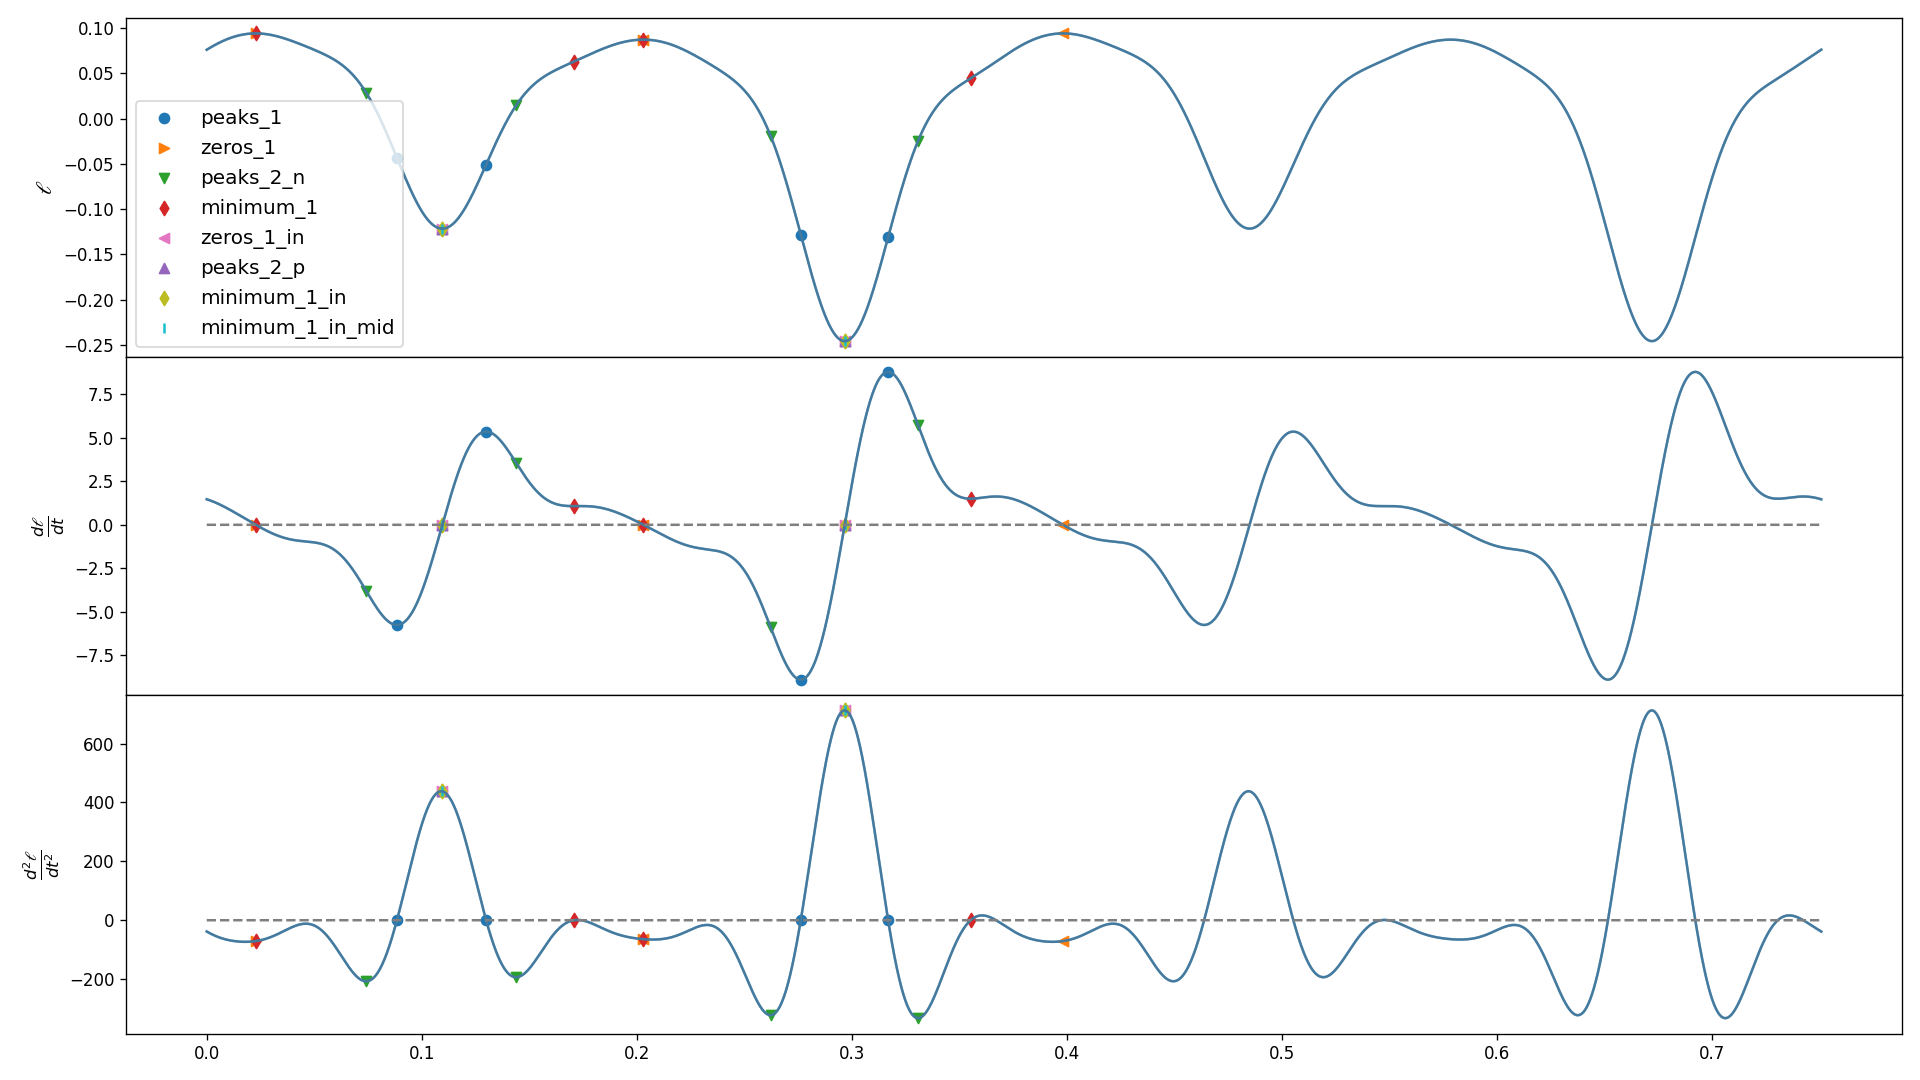 0.10
0.05
0.00
−0.05
−0.10
−0.15
−0.20
−0.25
ℓ
peaks_1
zeros_1
peaks_2_n
minimum_1
zeros_1_in
peaks_2_p
minimum_1_in
minimum_1_in_mid
7.5
5.0
2.5
0.0
−2.5
−5.0
−7.5
dℓ
dt
600
400
200
0
−200
d²ℓ
dt²
0.0 0.1 0.2 0.3 0.4 0.5 0.6 0.7